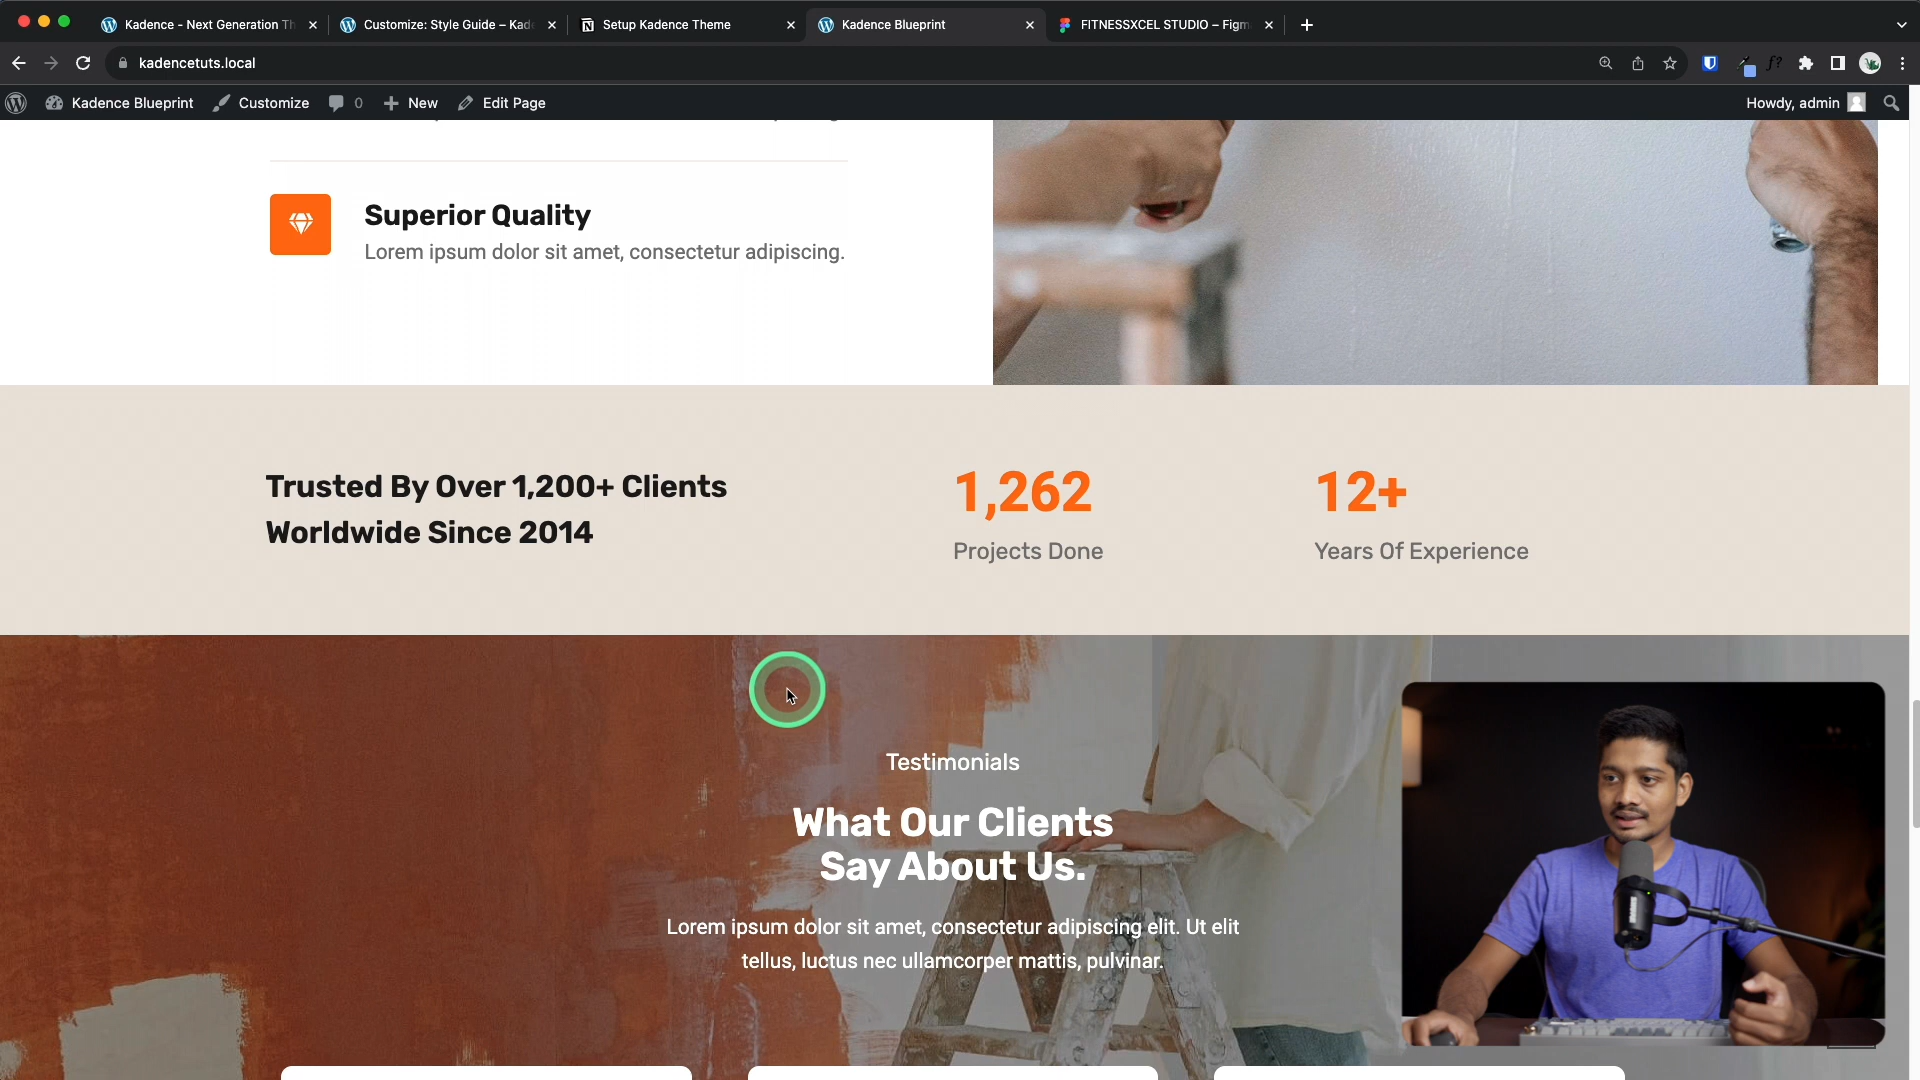 Kadence - Next Generation Th
Customize: Style Guide – Kade
Setup Kadence Theme
Kadence Blueprint
FITNESSXCEL STUDIO – Figm
kadencetuts.local
Kadence Blueprint
Customize
0
New
Edit Page
Howdy, admin
Superior Quality
Lorem ipsum dolor sit amet, consectetur adipiscing.
Trusted By Over 1,200+ Clients
Worldwide Since 2014
1,262
Projects Done
12+
Years Of Experience
Testimonials
What Our Clients
Say About Us.
Lorem ipsum dolor sit amet, consectetur adipiscing elit. Ut elit
tellus, luctus nec ullamcorper mattis, pulvinar.